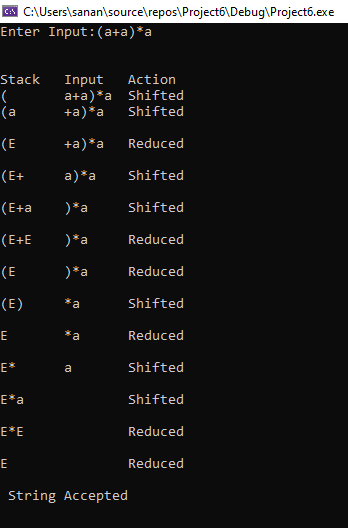 C:\Users\sanan\source\repos\Project6\Debug\Project6.exe
Enter Input:(a+a)*a
Stack Input Action
( a+a)*a Shifted
(a +a)*a Shifted
(E +a)*a Reduced
(E+ a)*a Shifted
(E+a )*a Shifted
(E+E )*a Reduced
(E )*a Reduced
(E) *a Shifted
E *a Reduced
E* a Shifted
E*a Shifted
E*E Reduced
E Reduced
String Accepted